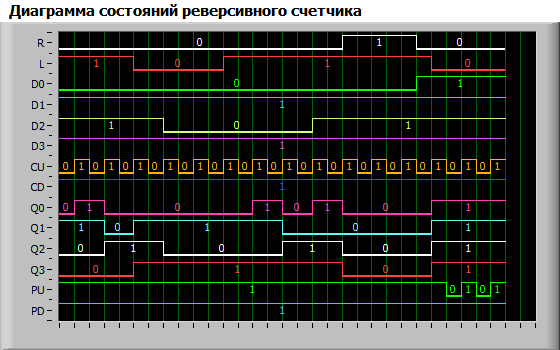 Диаграмма состояний реверсивного счетчика
R 0 1 0
L 1 0 1 0
D0 0 1
D1 1
D2 1 0 1
D3 1
CU 0 1 0 1 0 1 0 1 0 1 0 1 0 1 0 1 0 1 0 1 0 1 0 1 0 1 0 1 0 1
CD 1
Q0 0 1 0 1 0 1 0 1
Q1 1 0 1 0 1
Q2 0 1 0 1 0 1
Q3 0 1 0 1
PU 1 0 1 0 1
PD 1